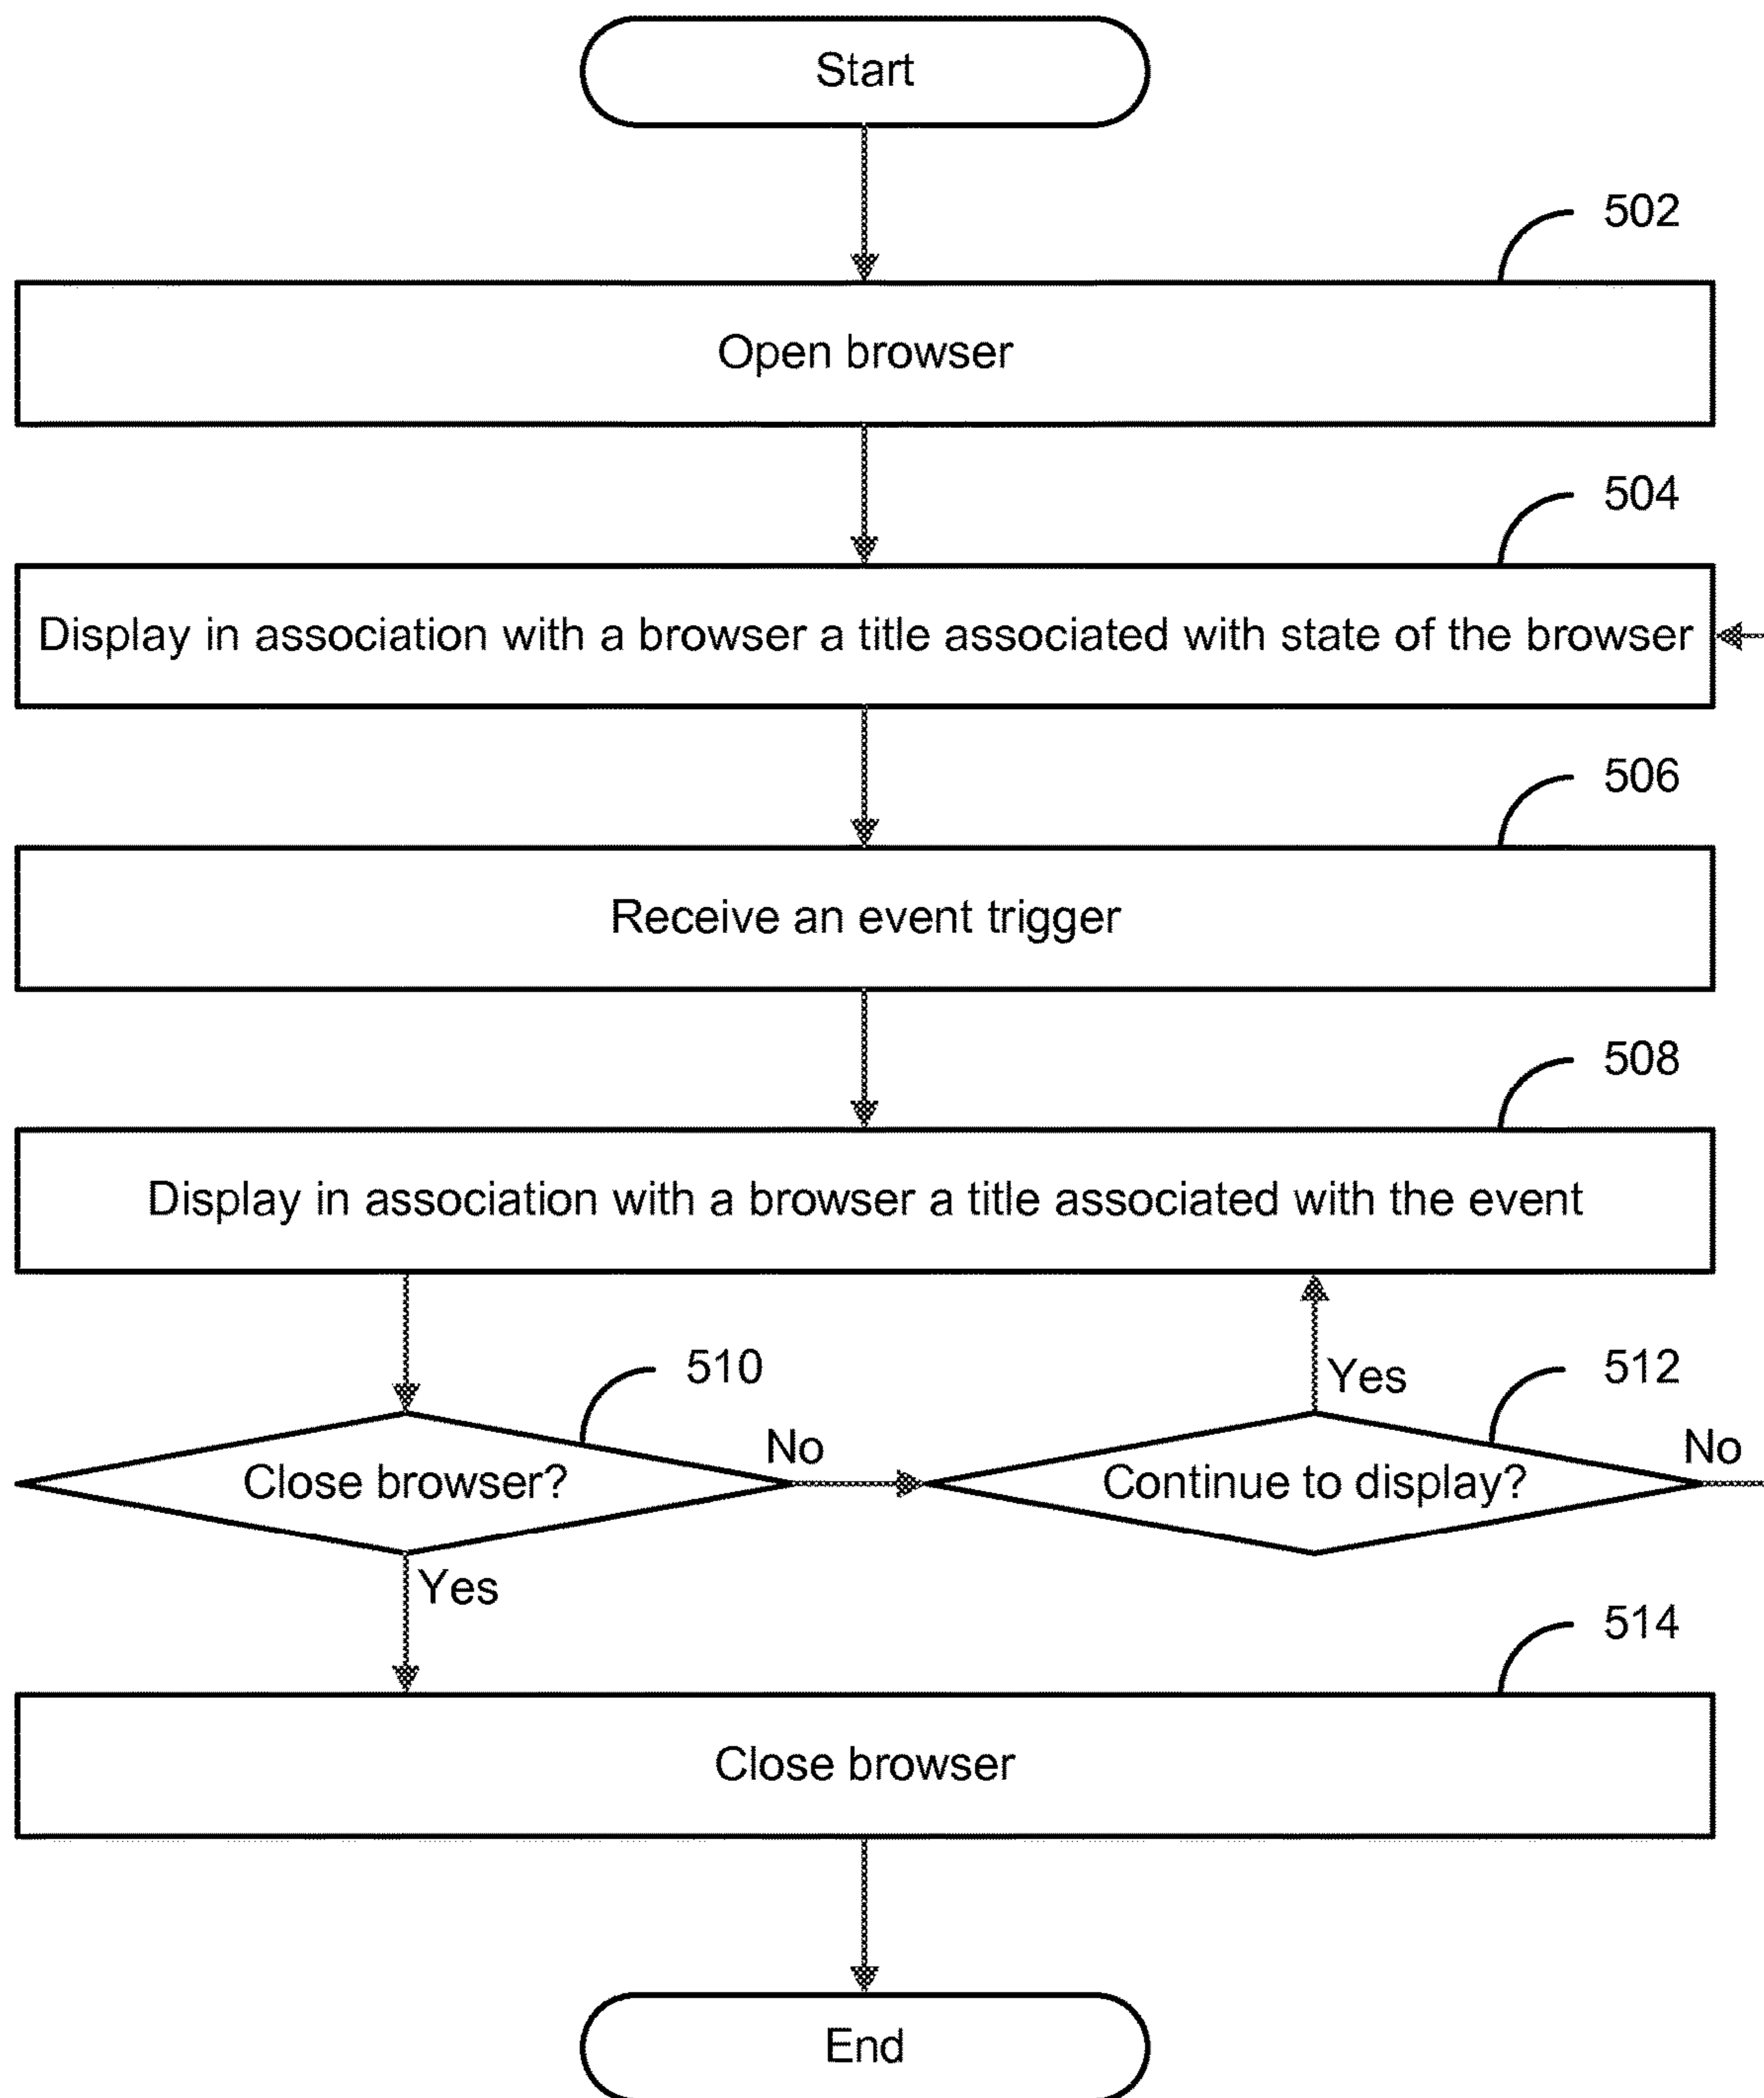 Start
502
Open browser
504
Display in association with a browser a title associated with state of the browser
506
Receive an event trigger
508
Display in association with a browser a title associated with the event
510
Yes
512
Close browser?
No
Continue to display?
No
Yes
514
Close browser
End